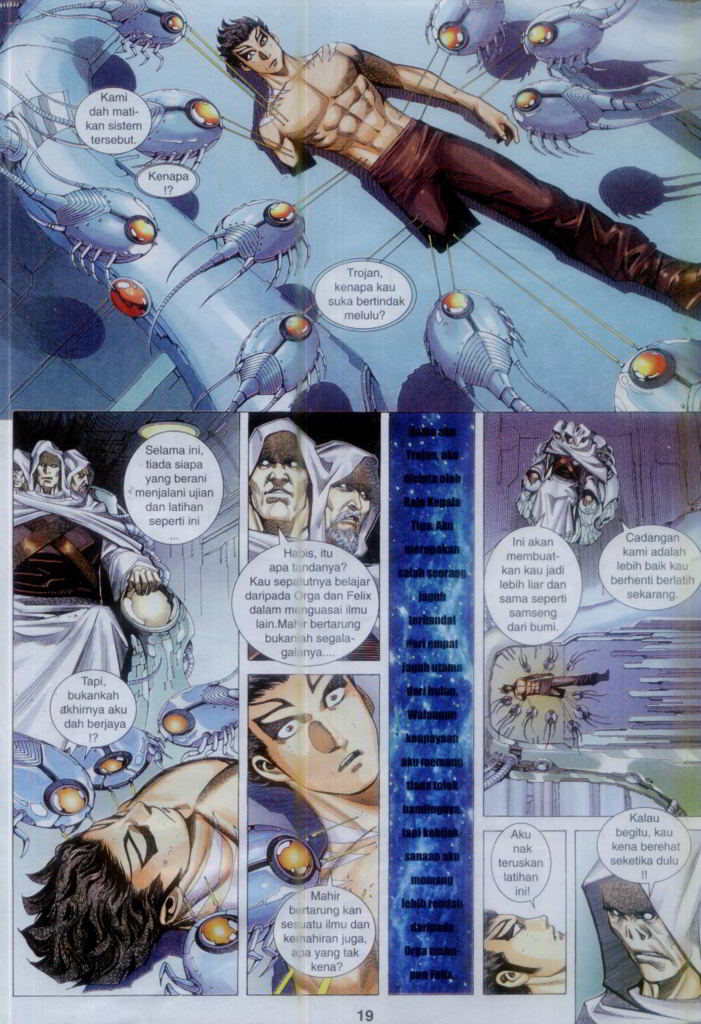 Kami
dah mati-
kan sistem
tersebut.
Kenapa
!?
Trojan,
kenapa kau
suka bertindak
melulu?
Selama ini,
tiada siapa
yang berani
menjalani ujian
dan latihan
seperti ini
...
Habis, itu
apa tandanya?
Kau sepatutnya belajar
daripada Orga dan Felix
dalam menguasai ilmu
lain.Mahir bertarung
bukanlah segala-
galanya....
Tapi,
bukankah
akhirnya aku
dah berjaya
!?
Mahir
bertarung kan
sesuatu ilmu dan
kemahiran juga,
apa yang tak
kena?
Nama aku
Trojan, aku
dicipta oleh
Raja Kepala
Tiga. Aku
merupakan
salah seorang
jaguh
terhandal
dari empat
jaguh utama
dari bulan.
Walaupun
keupayaan
aku memang
tiada tolok
bandingnya,
tapi kebijak-
sanaan aku
memang
lebih rendah
daripada
Orga mahu-
pun Felix.
Ini akan
membuat-
kan kau jadi
lebih liar dan
sama seperti
samseng
dari bumi.
Cadangan
kami adalah
lebih baik kau
berhenti berlatih
sekarang.
Aku
nak
teruskan
latihan
ini!
Kalau
begitu, kau
kena berehat
seketika dulu
!!
19